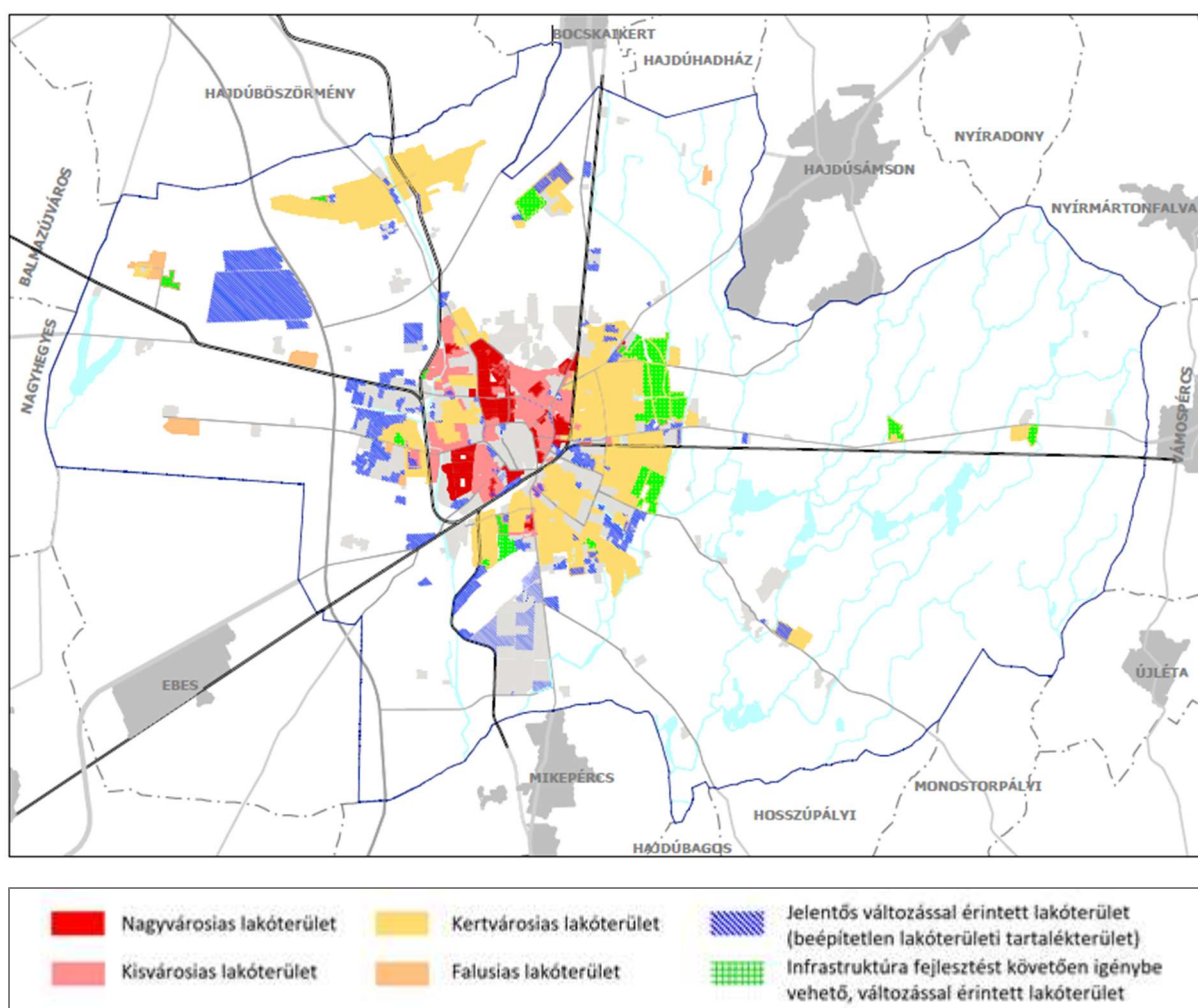 BOCSKAIKERT
HAJDÚHADHÁZ
HAJDÚBÖSZÖRMÉNY
NYÍRADONY
HAJDÚSÁMSON
NYÍRMÁRTONFALVA
BALMAZÚJVÁROS
NAGYHEGYES
VÁMOSPÉRCS
ÚJLÉTA
EBES
MIKEPÉRCS
MONOSTORPÁLYI
HOSSZÚPÁLYI
HAJDÚBAGOS
Nagyvárosias lakóterület
Kisvárosias lakóterület
Kertvárosias lakóterület
Falusias lakóterület
Jelentős változással érintett lakóterület
(beépítetlen lakóterületi tartalékterület)
Infrastruktúra fejlesztést követően igénybe
vehető, változással érintett lakóterület